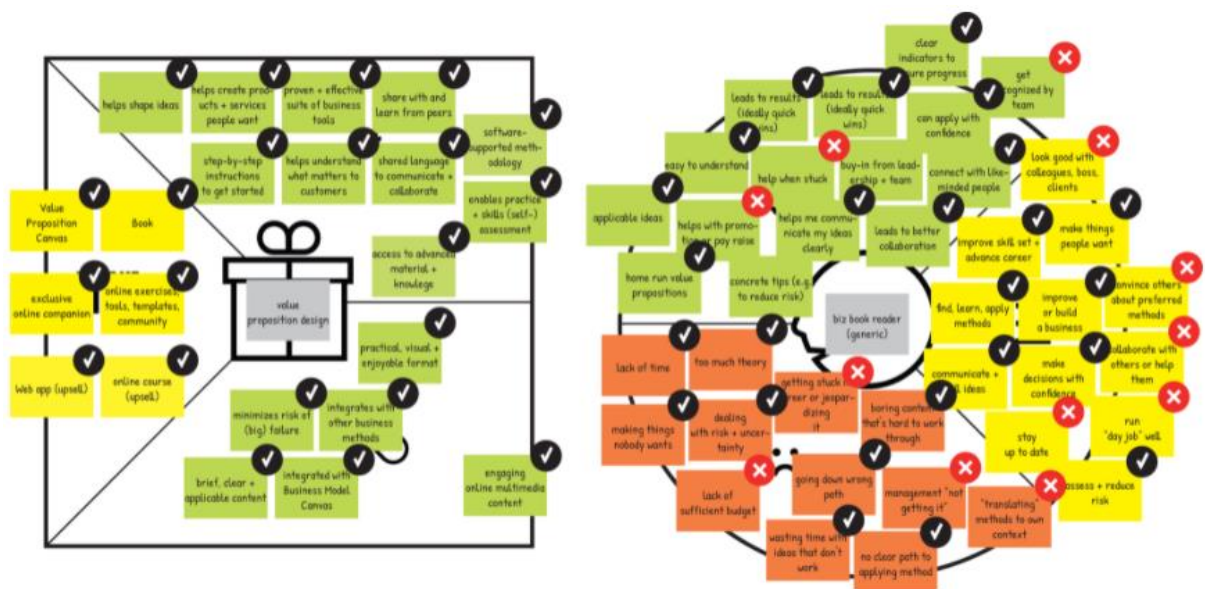 helps shape ideas
helps create pro-
ducts + services
people want
proven + effective
suite of business
tools
share with and
learn from peers
software-
supported meth-
odology
step-by-step
instructions
to get started
helps understand
what matters to
customers
shared language
to communicate +
collaborate
enables practice
+ skills (self-)
assessment
access to advanced
material +
knowlege
Value
Proposition
Canvas
Book
exclusive
online companion
online exercises,
tools, templates,
community
Web app (upsell)
online course
(upsell)
value
proposition design
practical, visual +
enjoyable format
minimizes risk of
(big) failure
integrates with
other business
methods
brief, clear +
applicable content
integrated with
Business Model
Canvas
engaging
online multimedia
content
clear
indicators to
progress
get
by
team
leads to results
(ideally quick
leads to results
(ideally quick
wins)
can apply with
confidence
easy to understand
help when stuck
buy-in from lead-
ership + team
connect with like-
minded people
look good with
colleagues, boss,
clients
applicable ideas
helps with promo-
or pay raise
helps me commu-
nicate my ideas
clearly
leads to better
collaboration
improve skill set +
advance career
make things
people want
home run value
propositions
concrete tips (e.g.
to reduce risk)
biz book reader
(generic)
find, learn, apply
methods
improve
or build
a business
others
about preferred
methods
communicate +
ideas
make
decisions with
confidence
collaborate with
others or help
them
stay
up to date
run
"day job" well
assess + reduce
risk
lack of time
too much theory
getting stuck
or jeopar-
dizing
it
boring content
that's hard to work
through
making things
nobody wants
dealing
with risk + uncer-
tainty
lack of
sufficient budget
going down wrong
path
management "not
getting it"
"translating"
methods to own
context
wasting time with
ideas that don't
work
no clear path to
applying method